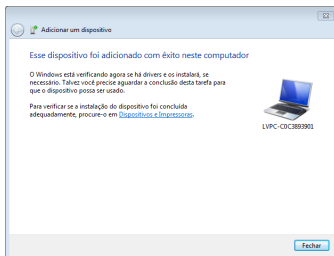 Adicionar um dispositivo
Esse dispositivo foi adicionado com êxito neste computador
O Windows está verificando agora se há drivers e os instalará, se
necessário. Talvez você precise aguardar a conclusão desta tarefa para
que o dispositivo possa ser usado.
Para verificar se a instalação do dispositivo foi concluída
adequadamente, procure-o em Dispositivos e Impressoras.
LVPC-C0C3893901
Fechar